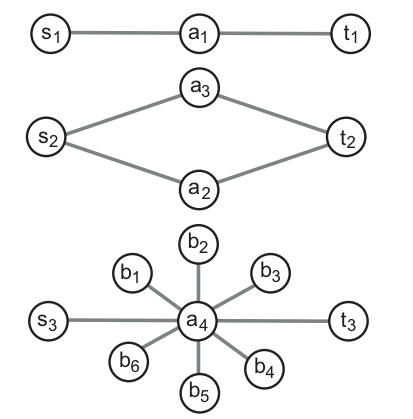 s1 a1 t1
a3
s2 t2
a2
b2
b1 b3
s3 a4 t3
b6 b4
b5